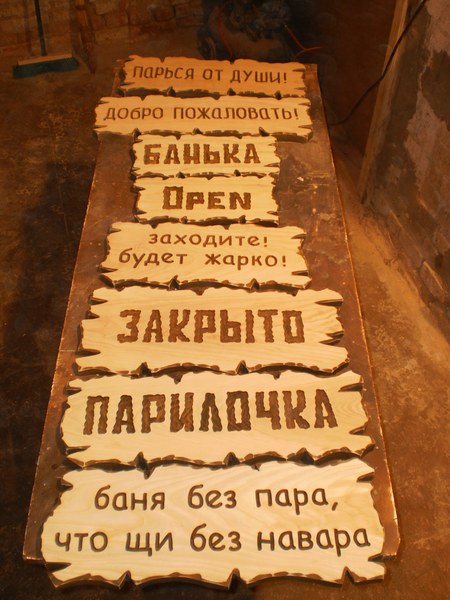 ПАРЬСЯ ОТ ДУШИ!
ДОБРО ПОЖАЛОВАТЬ!
БАНЬКА
OPEN
заходите!
будет жарко!
ЗАКРЫТО
ПАРИЛОЧКА
баня без пара,
что щи без навара